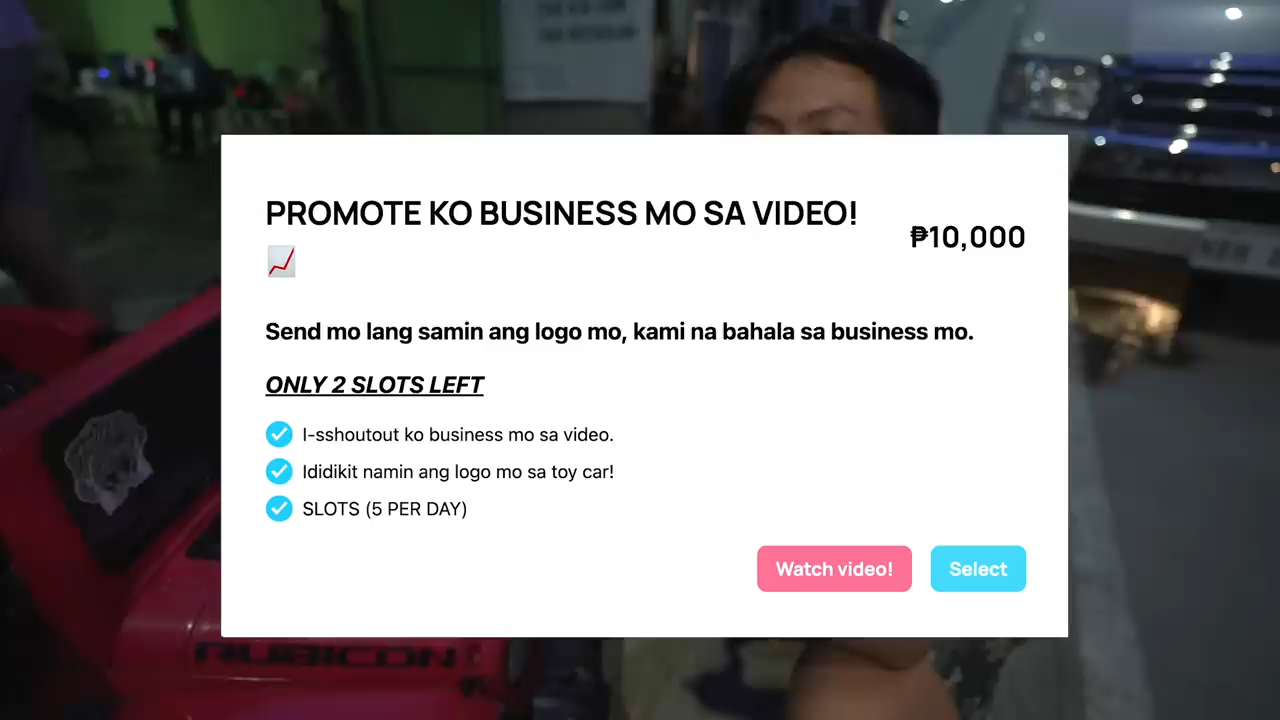 PROMOTE KO BUSINESS MO SA VIDEO!
📈
₱10,000
Send mo lang samin ang logo mo, kami na bahala sa business mo.
ONLY 2 SLOTS LEFT
I-sshoutout ko business mo sa video.
Ididikit namin ang logo mo sa toy car!
SLOTS (5 PER DAY)
Watch video!
Select
RUBICON